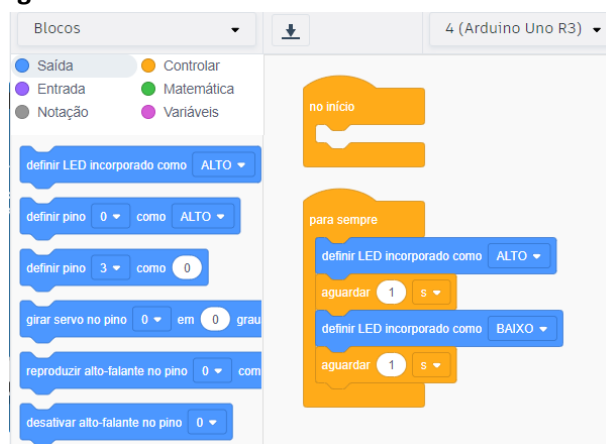 Blocos
4 (Arduino Uno R3)
Saída
Controlar
Entrada
Matemática
Notação
Variáveis
definir LED incorporado como ALTO
definir pino 0 como ALTO
definir pino 3 como 0
girar servo no pino 0 em 0 grau
reproduzir alto-falante no pino 0 com
desativar alto-falante no pino 0
no início
para sempre
definir LED incorporado como ALTO
aguardar 1 s
definir LED incorporado como BAIXO
aguardar 1 s